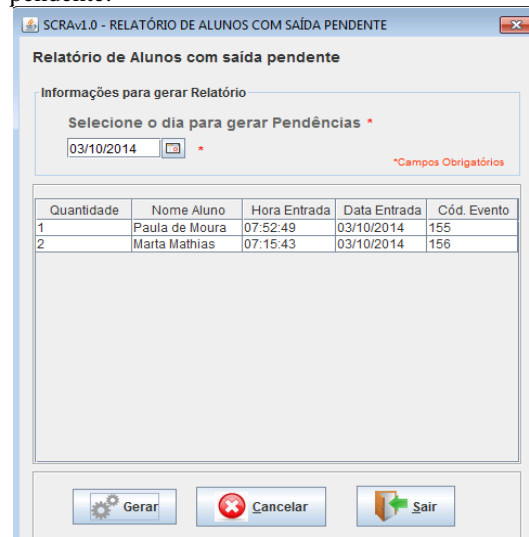 pendente.
SCRAv1.0 - RELATÓRIO DE ALUNOS COM SAÍDA PENDENTE
Relatório de Alunos com saída pendente
Informações para gerar Relatório
Selecione o dia para gerar Pendências *
03/10/2014 *
*Campos Obrigatórios
Quantidade Nome Aluno Hora Entrada Data Entrada Cód. Evento
1 Paula de Moura 07:52:49 03/10/2014 155
2 Marta Mathias 07:15:43 03/10/2014 156
Gerar Cancelar Sair